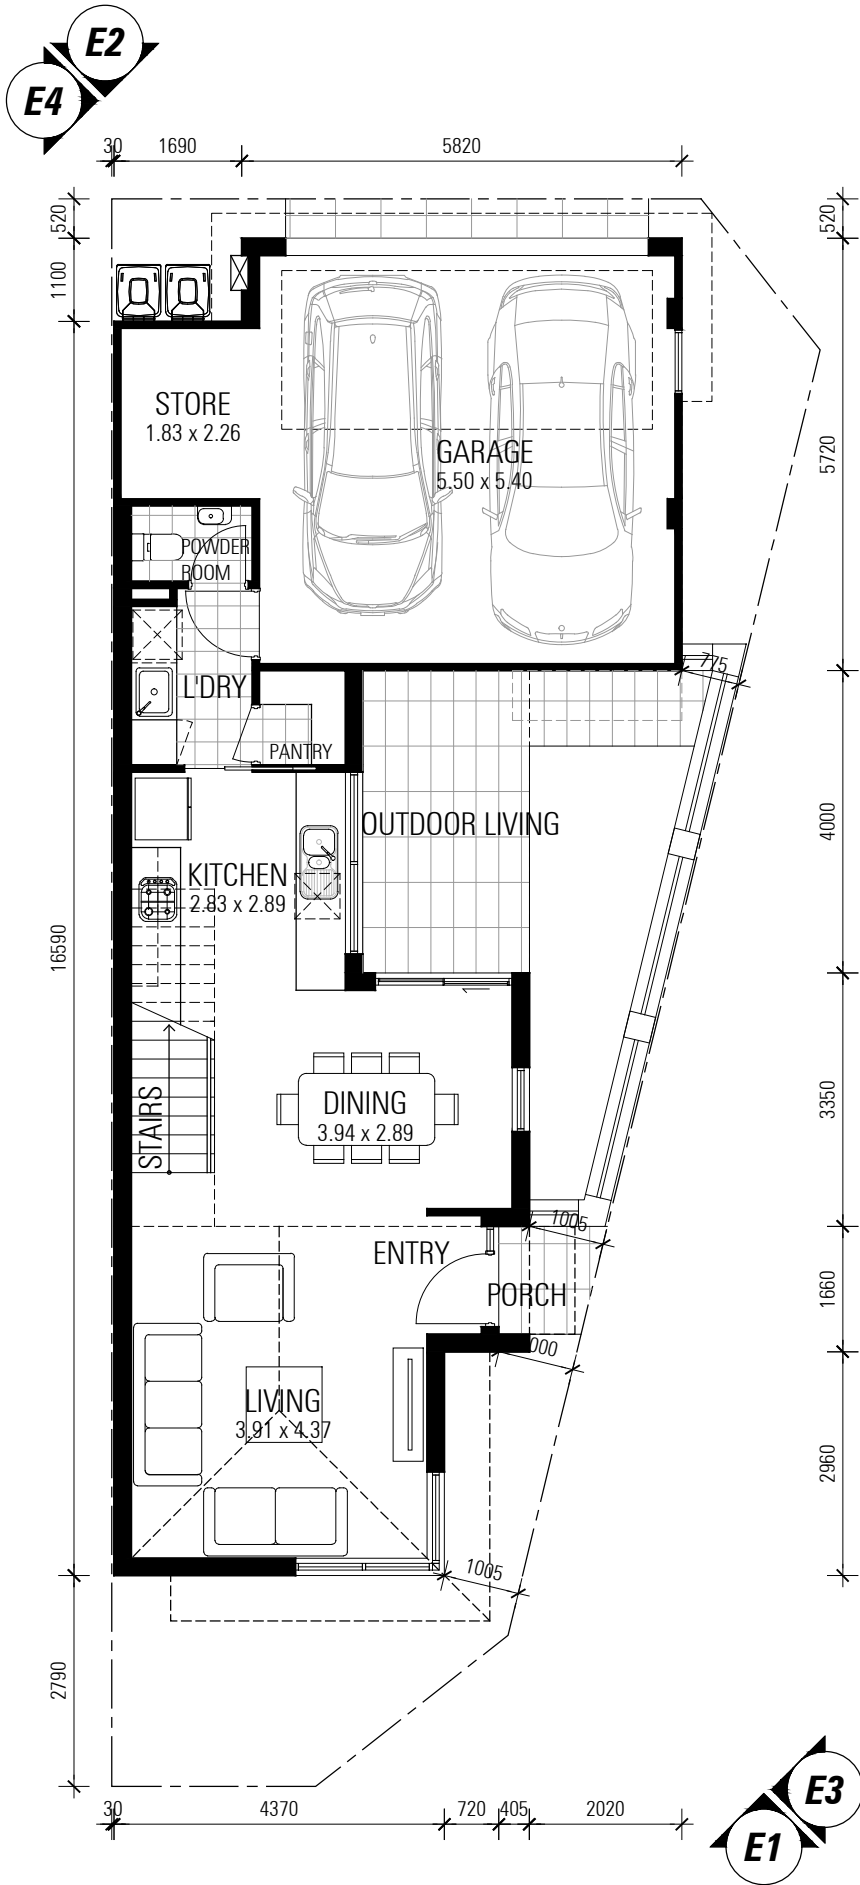 E2
E4
30 1690 5820
520
520
1100
STORE
1.83 x 2.26
GARAGE
5.50 x 5.40
5720
POWDER
ROOM
L'DRY
775
PANTRY
OUTDOOR LIVING
4000
KITCHEN
2.83 x 2.89
16590
STAIRS
DINING
3.94 x 2.89
3350
1005
ENTRY
PORCH
1660
000
LIVING
3.91 x 4.37
2960
1005
2790
E3
30 4370 720 405 2020
E1